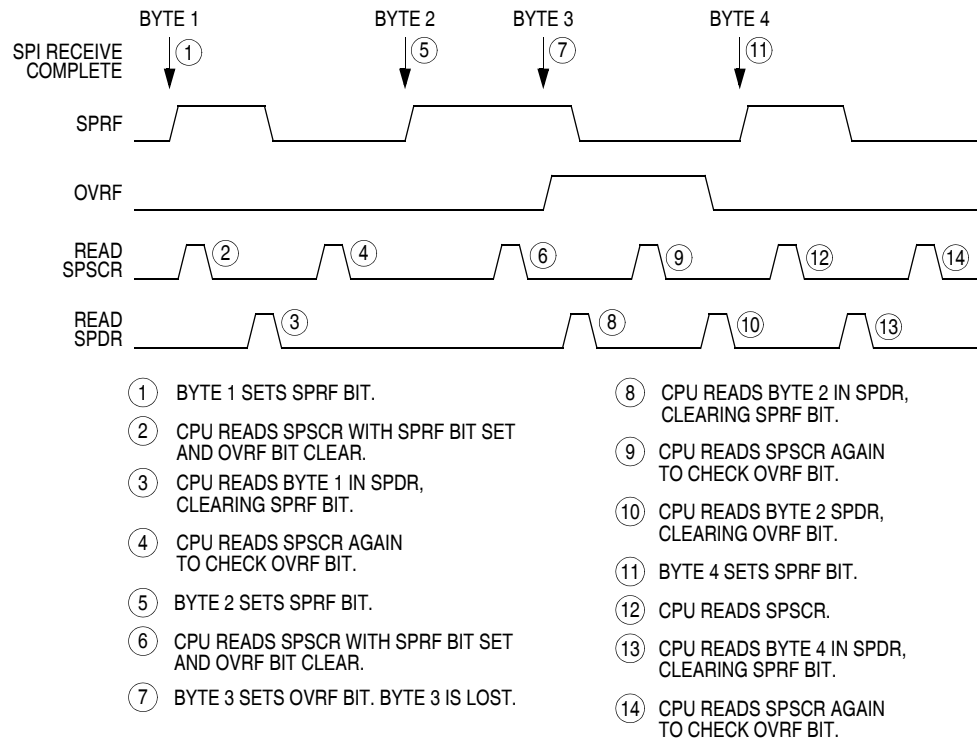 BYTE 1 BYTE 2 BYTE 3 BYTE 4
SPI RECEIVE
COMPLETE
1 5 7 11
SPRF
OVRF
READ
SPSCR
2 4 6 9 12 14
READ
SPDR
3 8 10 13
1 BYTE 1 SETS SPRF BIT.
2 CPU READS SPSCR WITH SPRF BIT SET
AND OVRF BIT CLEAR.
3 CPU READS BYTE 1 IN SPDR,
CLEARING SPRF BIT.
4 CPU READS SPSCR AGAIN
TO CHECK OVRF BIT.
5 BYTE 2 SETS SPRF BIT.
6 CPU READS SPSCR WITH SPRF BIT SET
AND OVRF BIT CLEAR.
7 BYTE 3 SETS OVRF BIT. BYTE 3 IS LOST.
8 CPU READS BYTE 2 IN SPDR,
CLEARING SPRF BIT.
9 CPU READS SPSCR AGAIN
TO CHECK OVRF BIT.
10 CPU READS BYTE 2 SPDR,
CLEARING OVRF BIT.
11 BYTE 4 SETS SPRF BIT.
12 CPU READS SPSCR.
13 CPU READS BYTE 4 IN SPDR,
CLEARING SPRF BIT.
14 CPU READS SPSCR AGAIN
TO CHECK OVRF BIT.